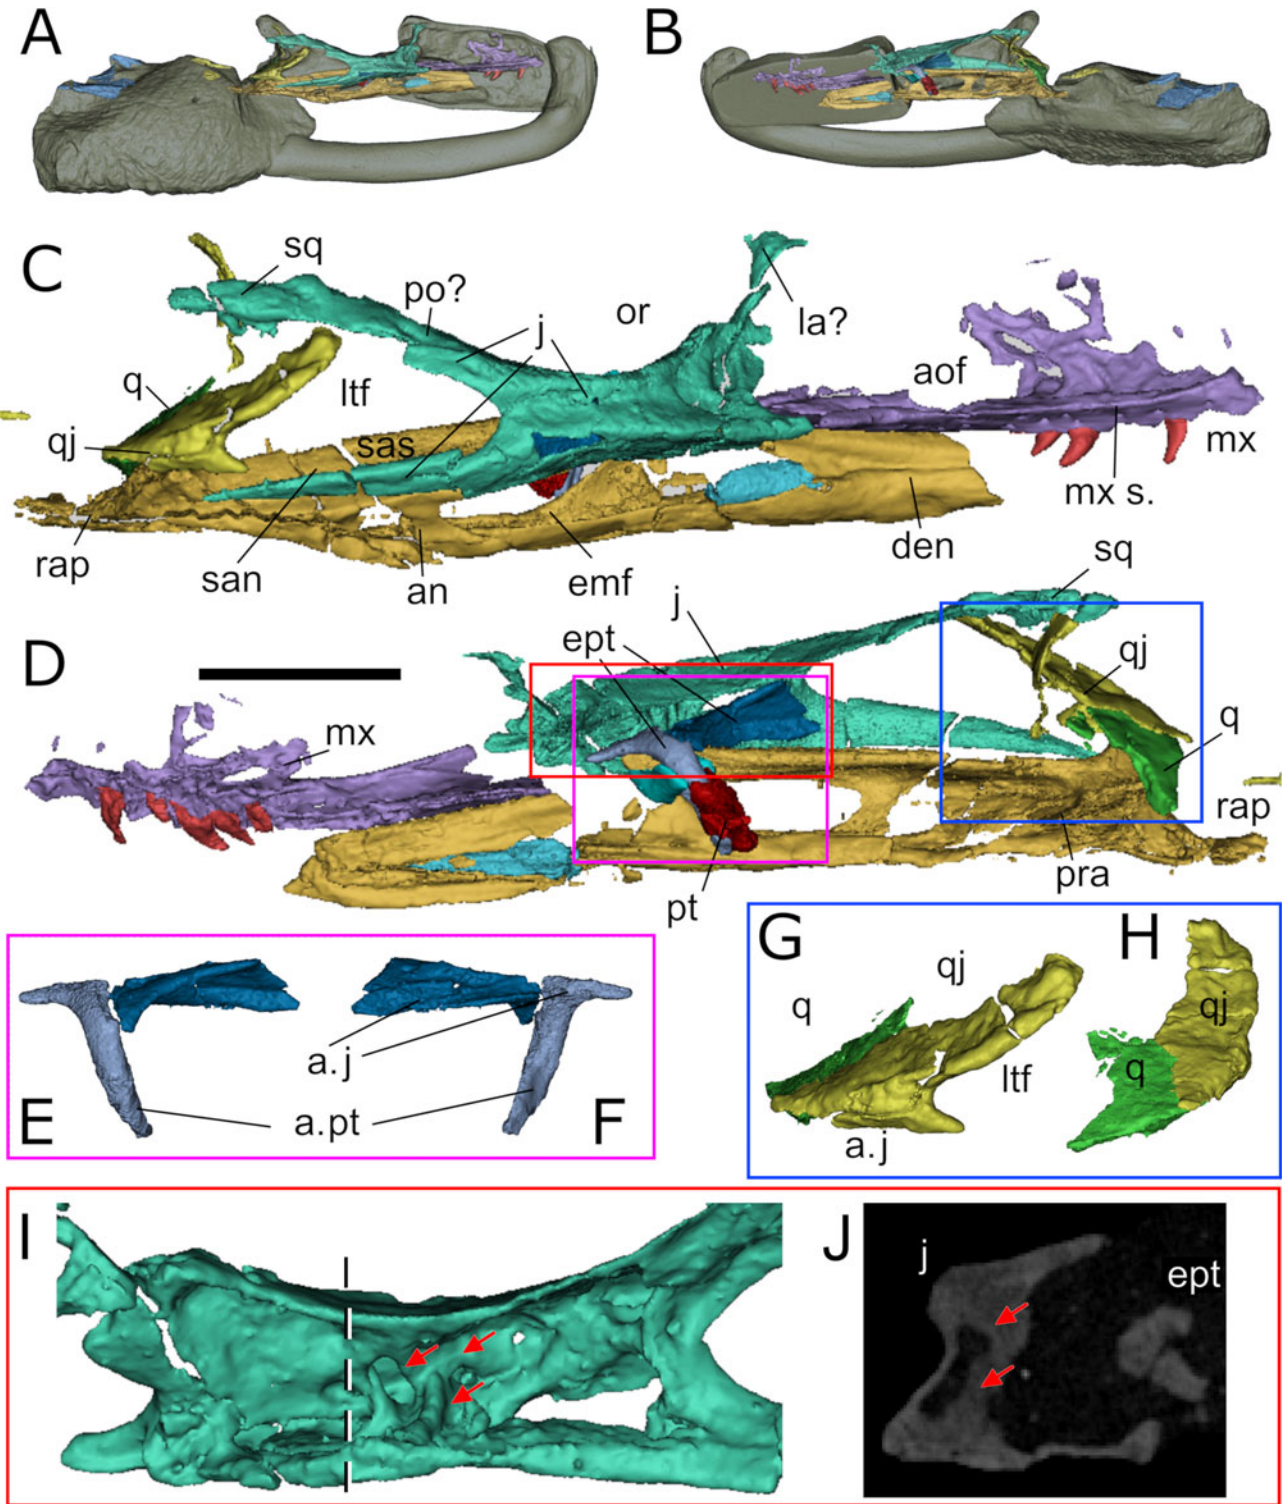 A
B
C
sq
po?
j
or
la?
aof
q
ltf
qj
sas
mx
mx s.
rap
san
an
emf
den
sq
D
ept
j
qj
mx
q
rap
pra
pt
G
H
qj
q
qj
q
ltf
a.j
a.j
E
a.pt
F
I
J
j
ept